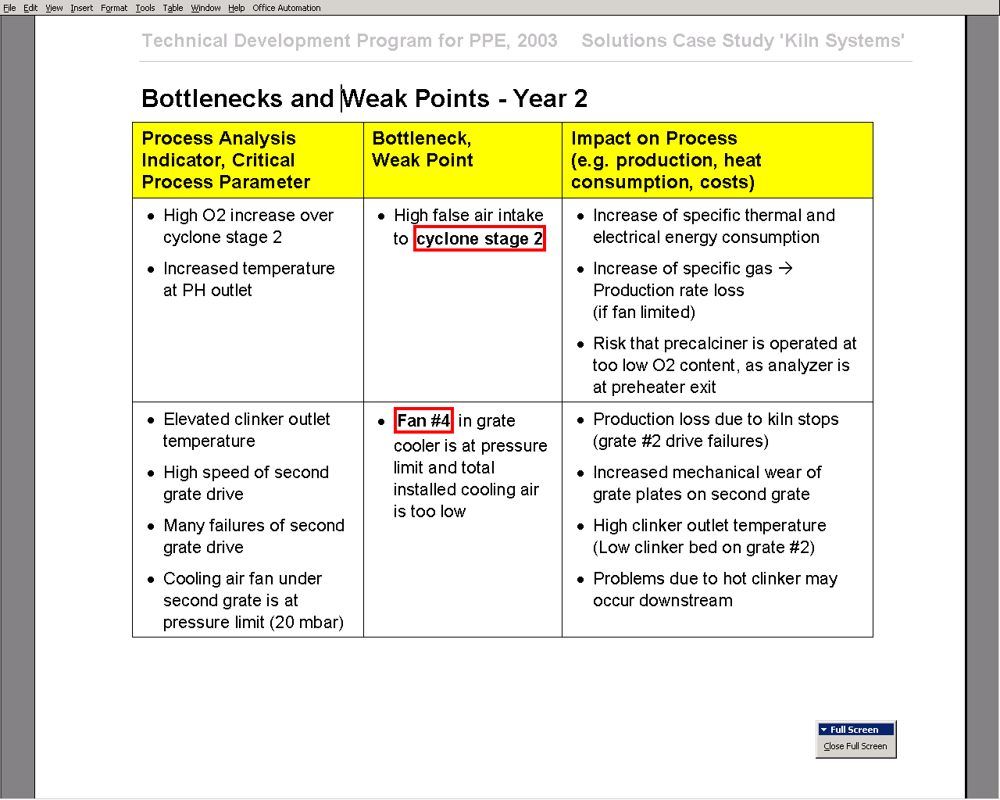 File Edit View Insert Format Tools Table Window Help Office Automation
Technical Development Program for PPE, 2003 Solutions Case Study 'Kiln Systems'
Bottlenecks and Weak Points - Year 2
Process Analysis
Indicator, Critical
Process Parameter
Bottleneck,
Weak Point
Impact on Process
(e.g. production, heat
consumption, costs)
• High O2 increase over
cyclone stage 2
• Increased temperature
at PH outlet
• High false air intake
to cyclone stage 2
• Increase of specific thermal and
electrical energy consumption
• Increase of specific gas →
Production rate loss
(if fan limited)
• Risk that precalciner is operated at
too low O2 content, as analyzer is
at preheater exit
• Elevated clinker outlet
temperature
• High speed of second
grate drive
• Many failures of second
grate drive
• Cooling air fan under
second grate is at
pressure limit (20 mbar)
• Fan #4 in grate
cooler is at pressure
limit and total
installed cooling air
is too low
• Production loss due to kiln stops
(grate #2 drive failures)
• Increased mechanical wear of
grate plates on second grate
• High clinker outlet temperature
(Low clinker bed on grate #2)
• Problems due to hot clinker may
occur downstream
Full Screen
Close Full Screen